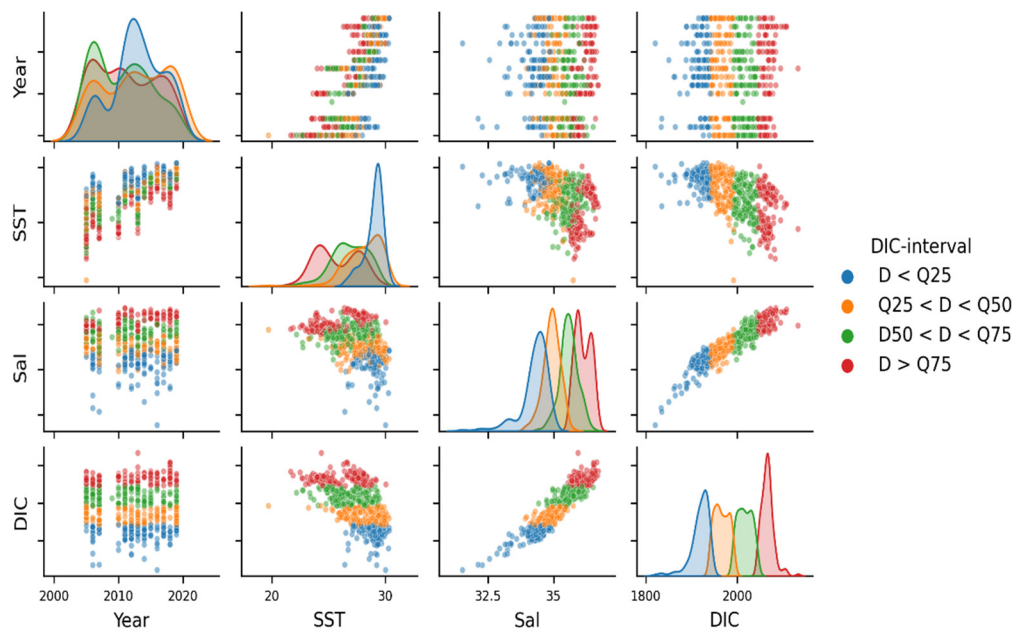 Year
SST
Sal
DIC
2000 2010 2020
20 30
32.5 35
1800 2000
Year SST Sal DIC
DIC-interval
D < Q25
Q25 < D < Q50
D50 < D < Q75
D > Q75